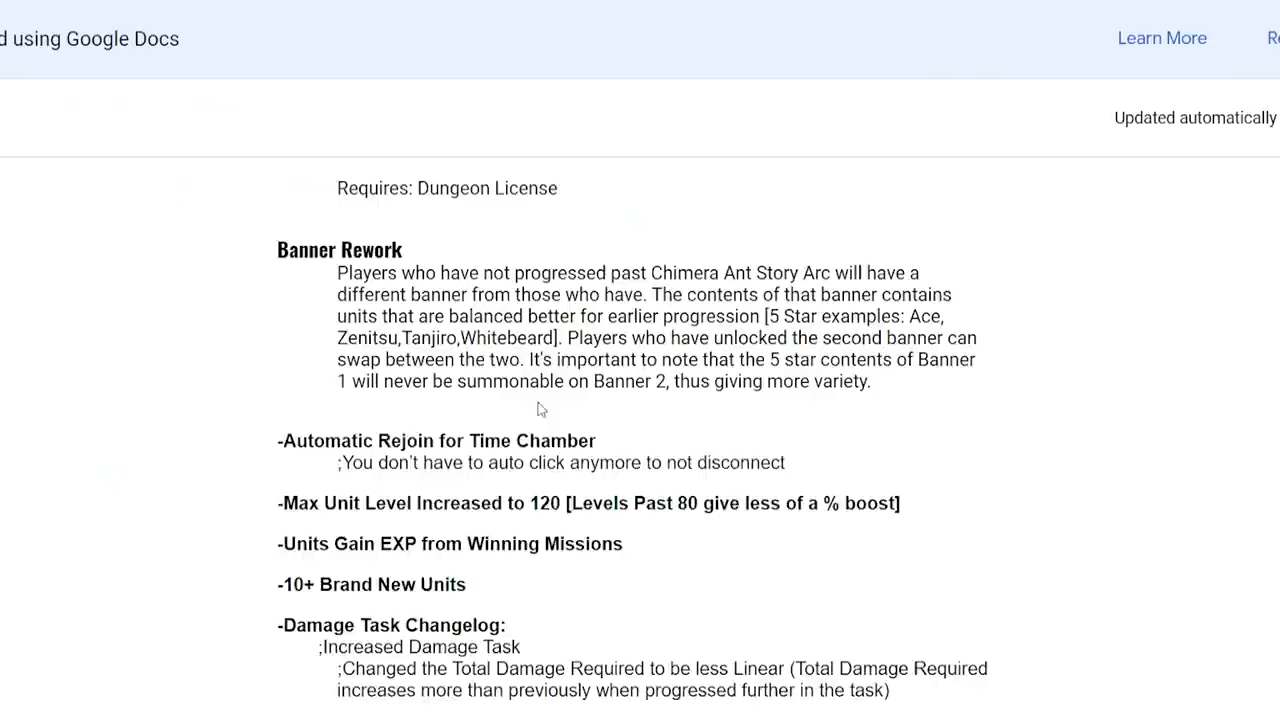 d using Google Docs
Learn More
Re
Updated automatically
Requires: Dungeon License
Banner Rework
Players who have not progressed past Chimera Ant Story Arc will have a
different banner from those who have. The contents of that banner contains
units that are balanced better for earlier progression [5 Star examples: Ace,
Zenitsu,Tanjiro,Whitebeard]. Players who have unlocked the second banner can
swap between the two. It's important to note that the 5 star contents of Banner
1 will never be summonable on Banner 2, thus giving more variety.
-Automatic Rejoin for Time Chamber
;You don't have to auto click anymore to not disconnect
-Max Unit Level Increased to 120 [Levels Past 80 give less of a % boost]
-Units Gain EXP from Winning Missions
-10+ Brand New Units
-Damage Task Changelog:
;Increased Damage Task
;Changed the Total Damage Required to be less Linear (Total Damage Required
increases more than previously when progressed further in the task)